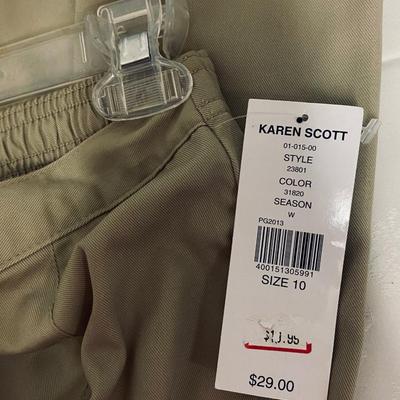 KAREN SCOTT
01-015-00
STYLE
23801
COLOR
31820
SEASON
W
PG2013
400151305991
SIZE 10
$29.00